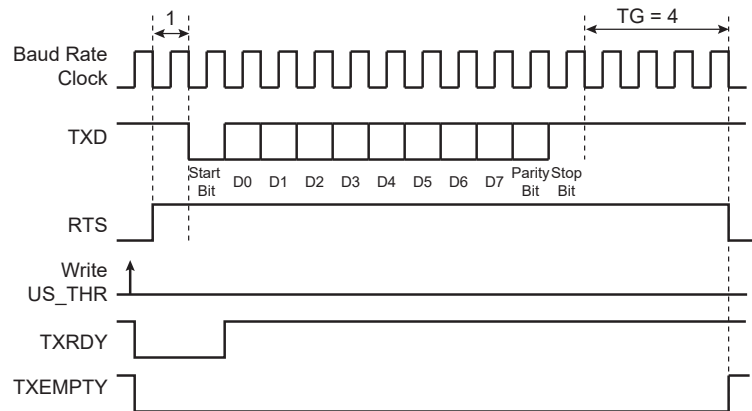 1
TG = 4
Baud Rate
Clock
TXD
Start
Bit
D0
D1
D2
D3
D4
D5
D6
D7
Parity
Bit
Stop
Bit
RTS
Write
US_THR
TXRDY
TXEMPTY